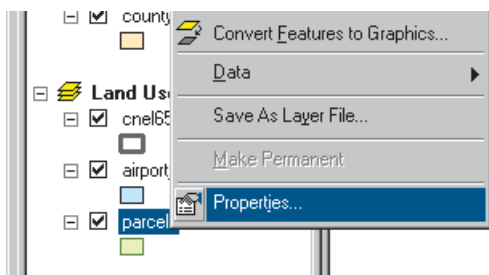 county
Convert Features to Graphics...
Data
Land Us
Save As Layer File...
cnel65
Make Permanent
airport
Properties...
parcel